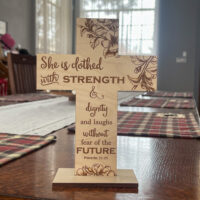 She is clothed
with STRENGTH
&
dignity
and laughs
without
fear of the
FUTURE
Proverbs 31:25